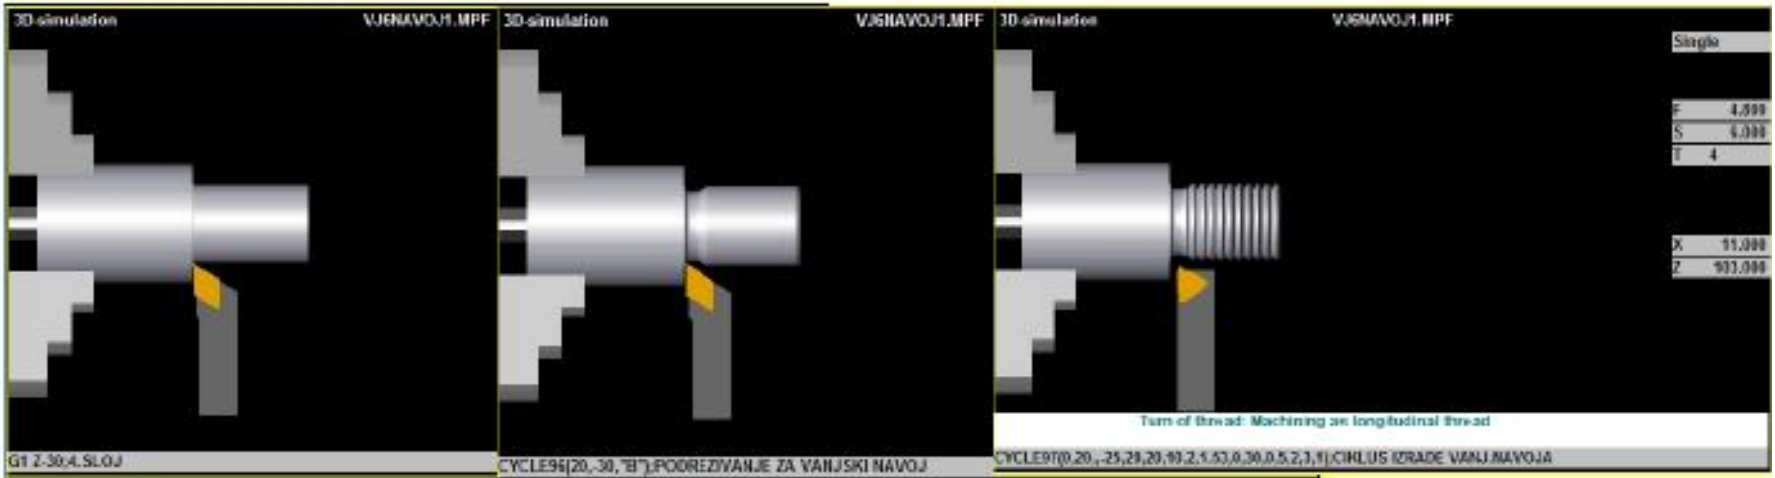 3D-simulation VJ6NAVOJ1.MPF
G1 Z-30;4.SLOJ
3D-simulation VJ6NAVOJ1.MPF
CYCLE96(20,-30,"B");PODREZIVANJE ZA VANJSKI NAVOJ
3D-simulation VJ6NAVOJ1.MPF
Single
F
S 6.000
T 4
X 11.000
Z 103.000
Turn of thread: Machining as longitudinal thread
CIKLUS IZRADE VANJ.NAVOJA